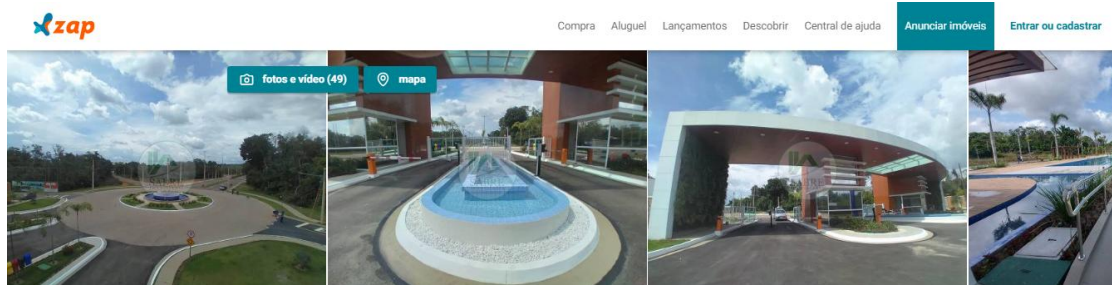 zap
Compra Aluguel Lançamentos Descobrir Central de ajuda Anunciar imóveis Entrar ou cadastrar
fotos e vídeo (49) mapa